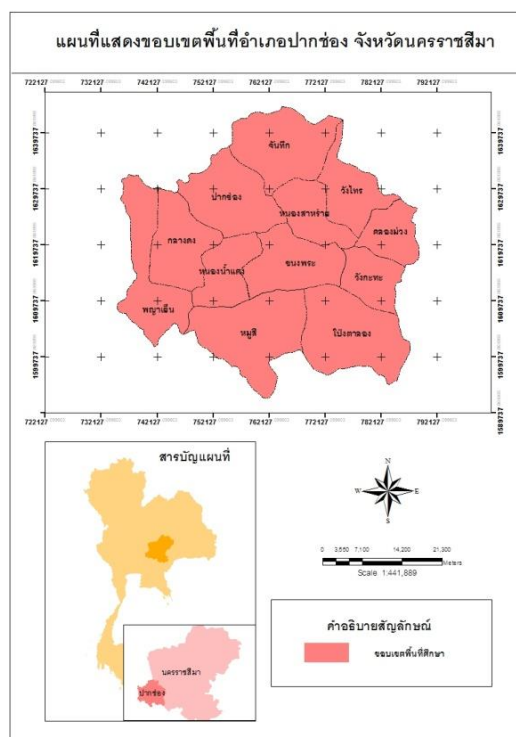 แผนที่แสดงขอบเขตพื้นที่อำเภอปากช่อง จังหวัดนครราชสีมา
722127 732127 742127 752127 762127 772127 782127 792127
1639737 1639737
1629737 1629737
1619737 1619737
1609737 1609737
1599737 1599737
1589737
จันทึก
ปากช่อง
วังไทร
หนองสาหร่าย
คลองม่วง
กลางดง
หนองน้ำแดง
ขนงพระ
วังกะทะ
พญาเย็น
หมูสี
โป่งตาลอง
722127 732127 742127 752127 762127 772127 782127 792127
สารบัญแผนที่
นครราชสีมา
ปากช่อง
N
W E
S
0 3,550 7,100 14,200 21,300
Meters
Scale 1:441,889
คำอธิบายสัญลักษณ์
ขอบเขตพื้นที่ศึกษา